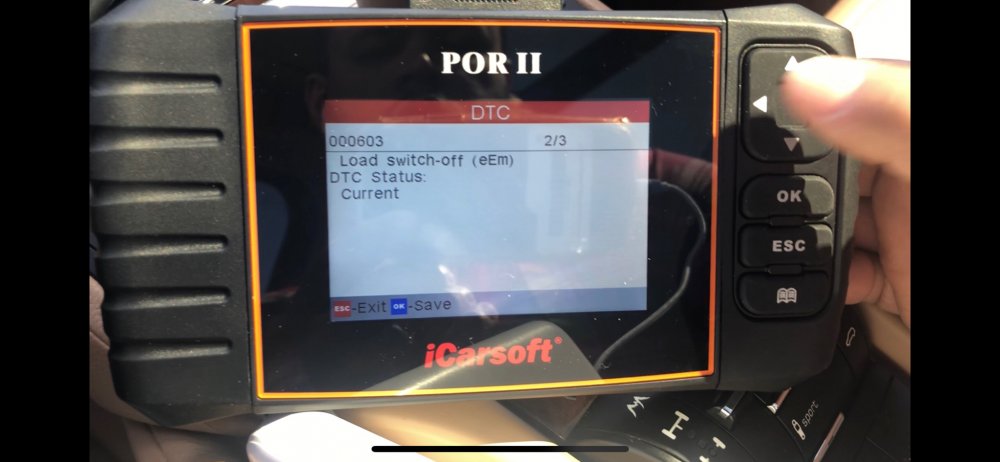 POR II
DTC
000603 2/3
Load switch-off (eEm)
DTC Status:
Current
ESC -Exit OK -Save
iCarsoft®
OK
ESC
sport